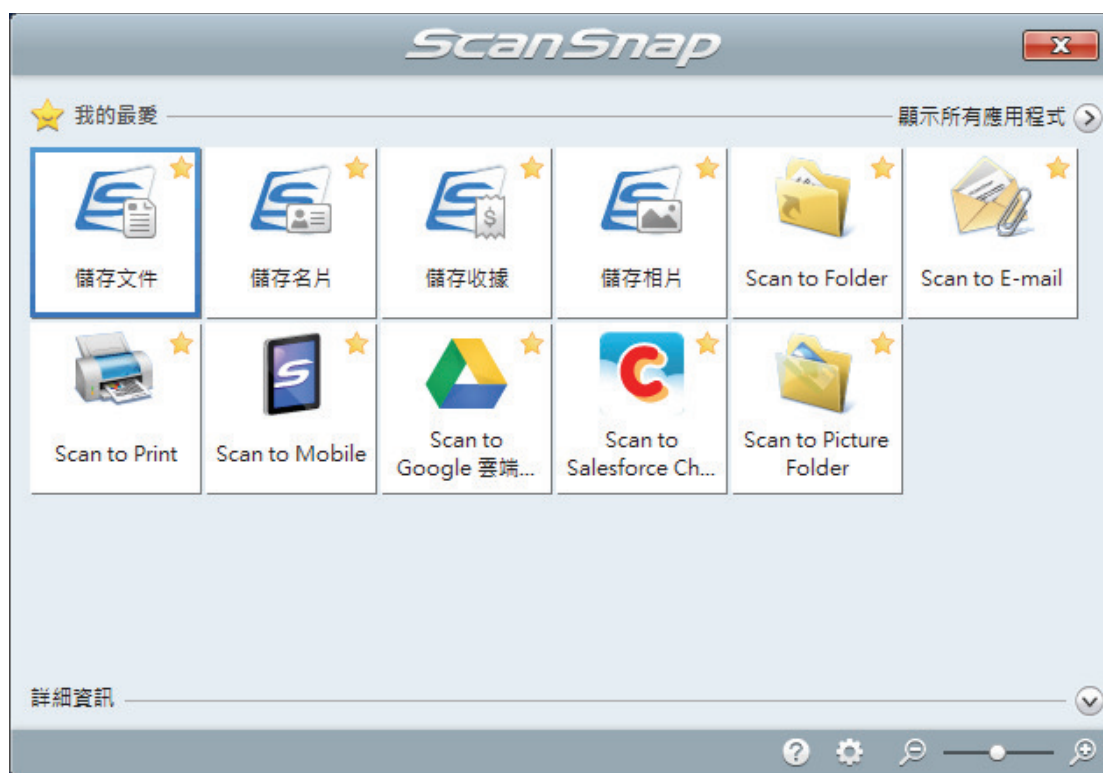 ScanSnap
我的最愛
顯示所有應用程式
儲存文件
儲存名片
儲存收據
儲存相片
Scan to Folder
Scan to E-mail
Scan to Print
Scan to Mobile
Scan to
Google 雲端...
Scan to
Salesforce Ch...
Scan to Picture
Folder
詳細資訊